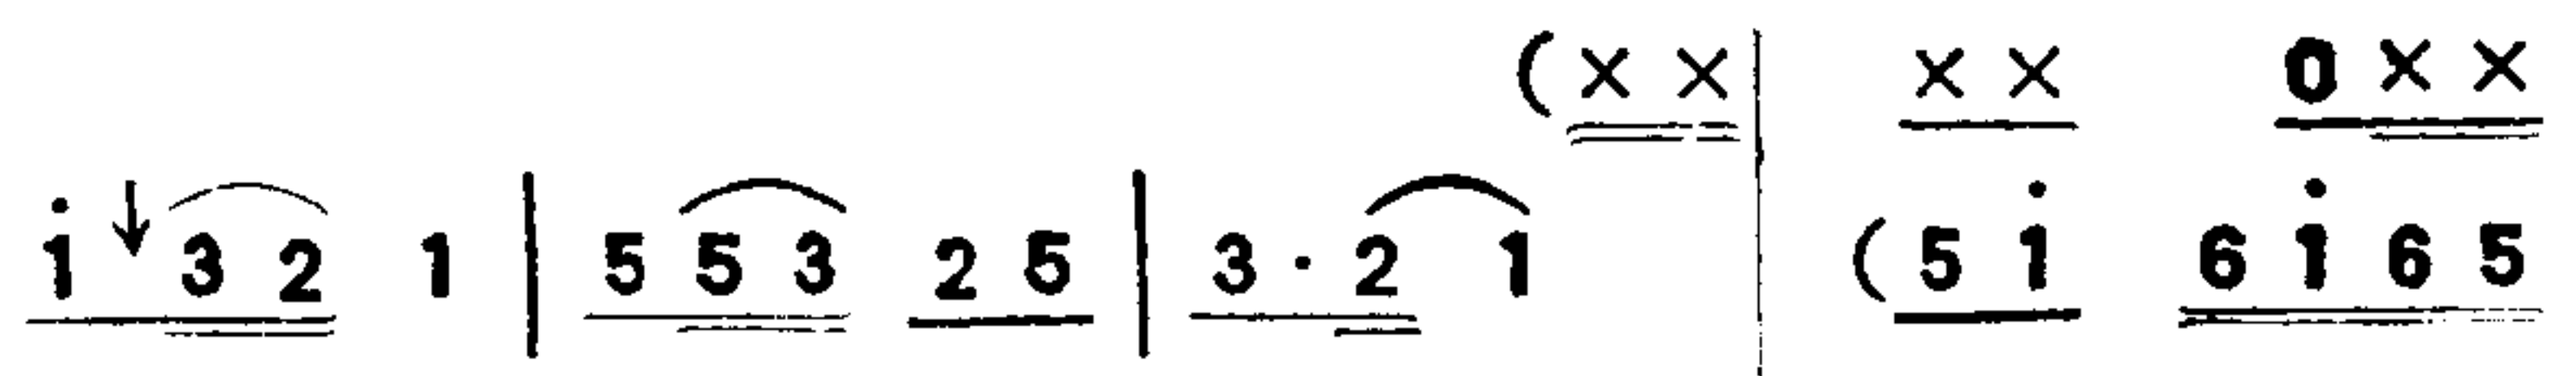 (× × | × × 0 × ×
i ↓ 3 2 1 | 5 5 3 2 5 | 3 · 2 1 | (5 i 6 i 6 5